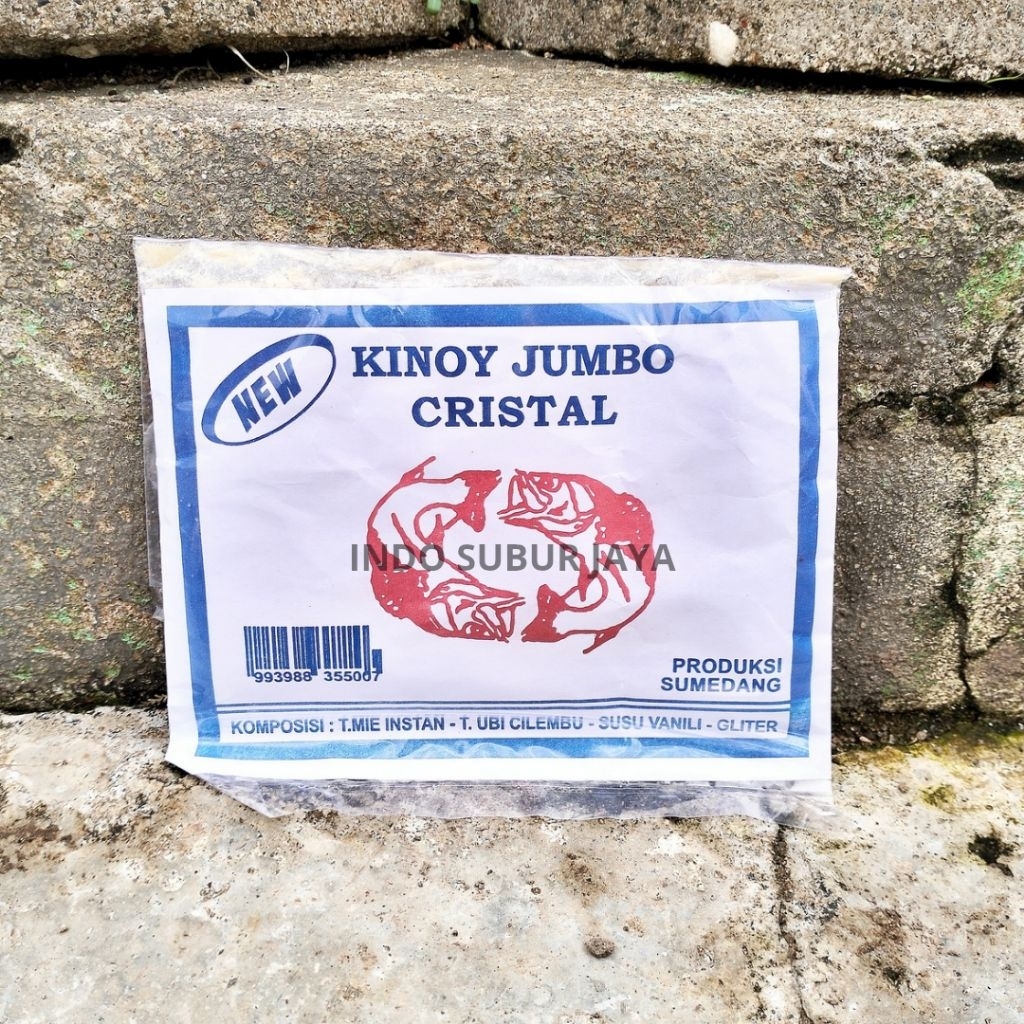 NEW
KINOY JUMBO
CRISTAL
INDO SUBUR JAYA
993988 355007
PRODUKSI
SUMEDANG
KOMPOSISI : T.MIE INSTAN - T. UBI CILEMBU - SUSU VANILI - GLITER